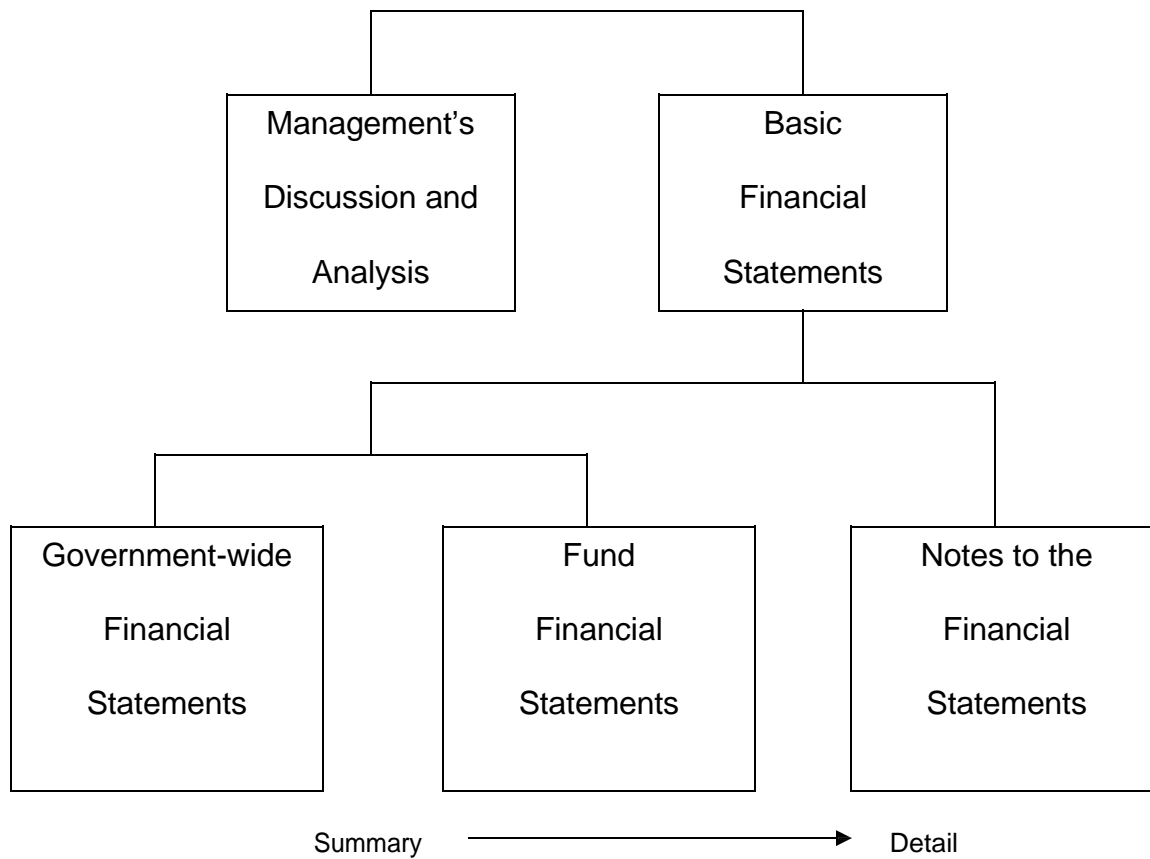 Management’s
Discussion and
Analysis
Basic
Financial
Statements
Government-wide
Financial
Statements
Fund
Financial
Statements
Notes to the
Financial
Statements
Summary
Detail